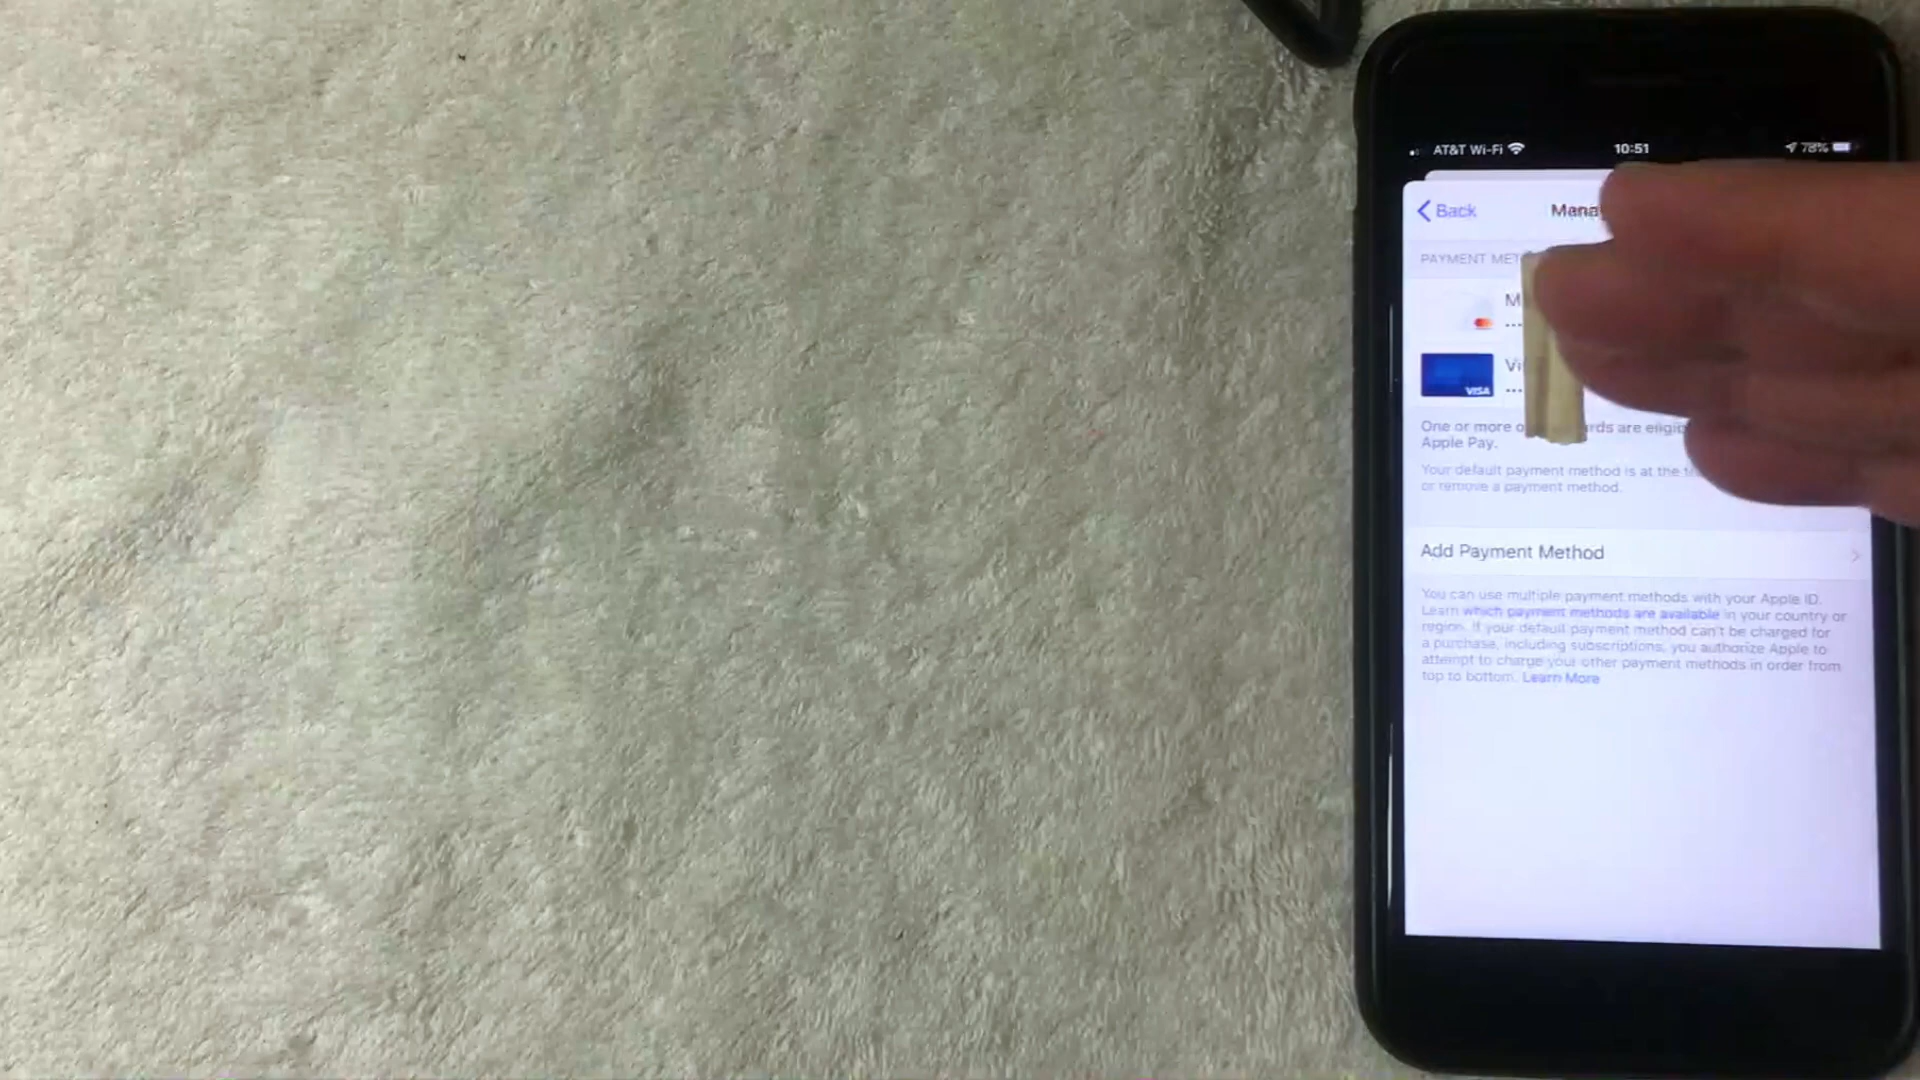 AT&T Wi-Fi 10:51 78%
Back Mana
PAYMENT MET
M
••••
VISA Vi
••••
One or more o rds are eligib
Apple Pay.
Your default payment method is at the t
or remove a payment method.
Add Payment Method
You can use multiple payment methods with your Apple ID.
Learn which payment methods are available in your country or
region. If your default payment method can't be charged for
a purchase, including subscriptions, you authorize Apple to
attempt to charge your other payment methods in order from
top to bottom. Learn More